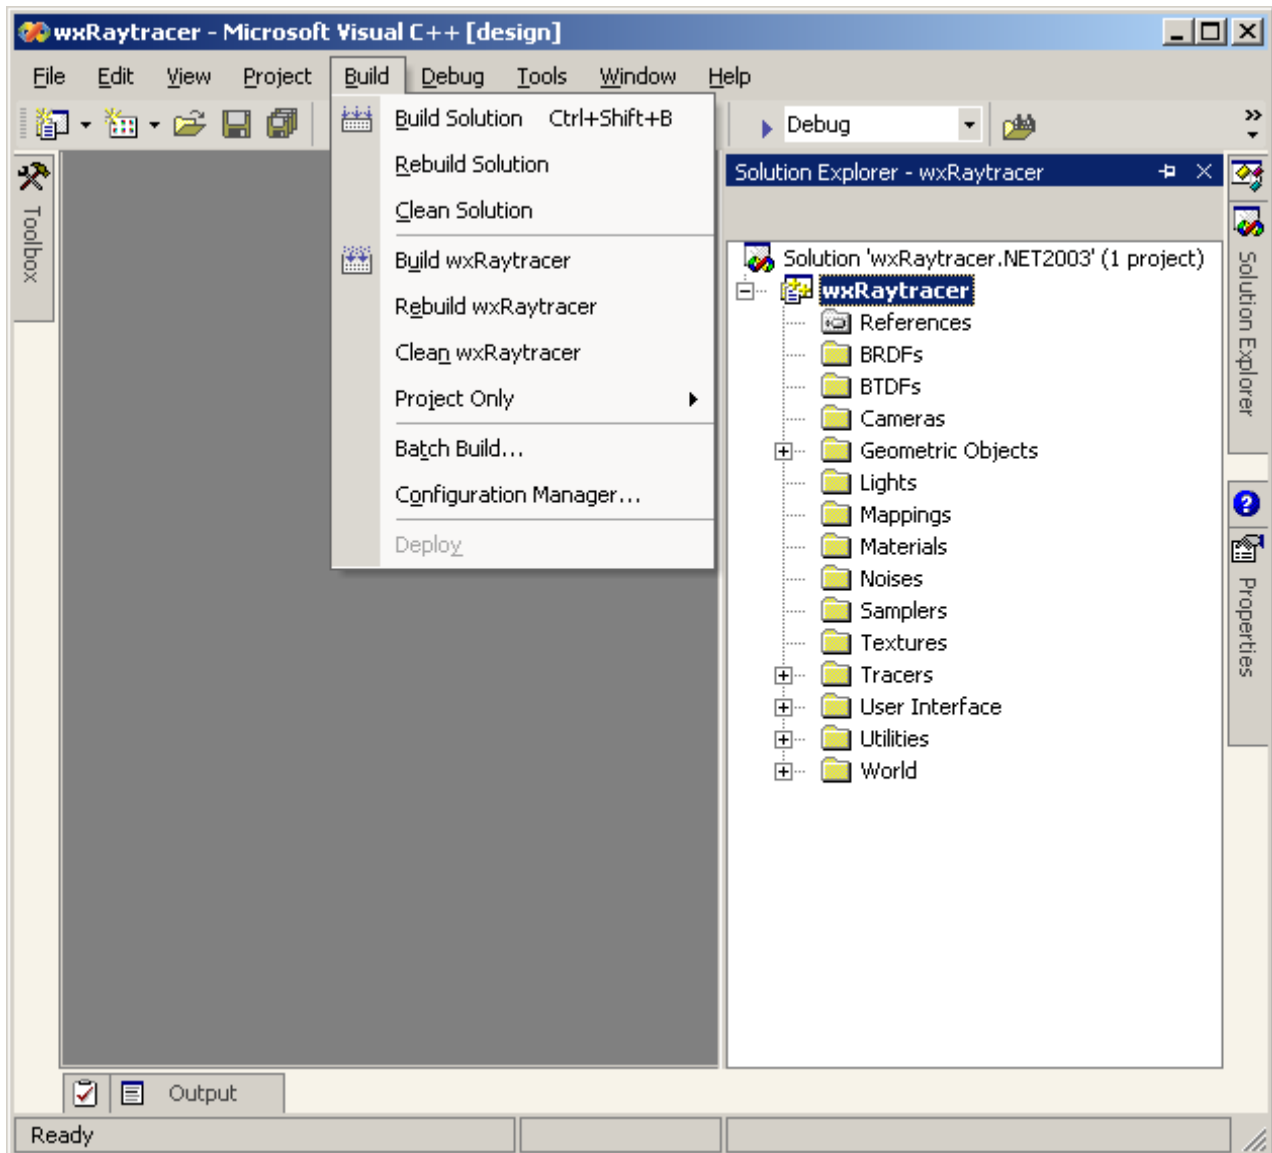 wxRaytracer - Microsoft Visual C++ [design]
File Edit View Project Build Debug Tools Window Help
Build Solution Ctrl+Shift+B
Rebuild Solution
Clean Solution
Build wxRaytracer
Rebuild wxRaytracer
Clean wxRaytracer
Project Only
Batch Build...
Configuration Manager...
Deploy
Debug
Toolbox
Solution Explorer - wxRaytracer
Solution 'wxRaytracer.NET2003' (1 project)
wxRaytracer
References
BRDFs
BTDFs
Cameras
Geometric Objects
Lights
Mappings
Materials
Noises
Samplers
Textures
Tracers
User Interface
Utilities
World
Solution Explorer
Properties
Output
Ready